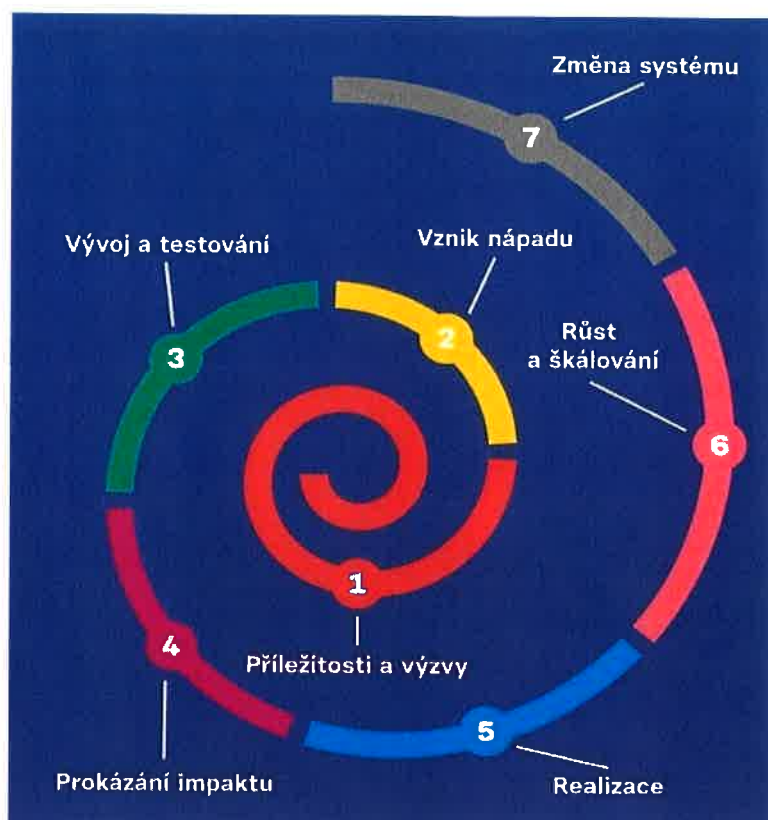 Změna systému
7
Vývoj a testování
Vznik nápadu
2
3
Růst
a škálování
6
1
Příležitosti a výzvy
4
5
Prokázání impaktu
Realizace